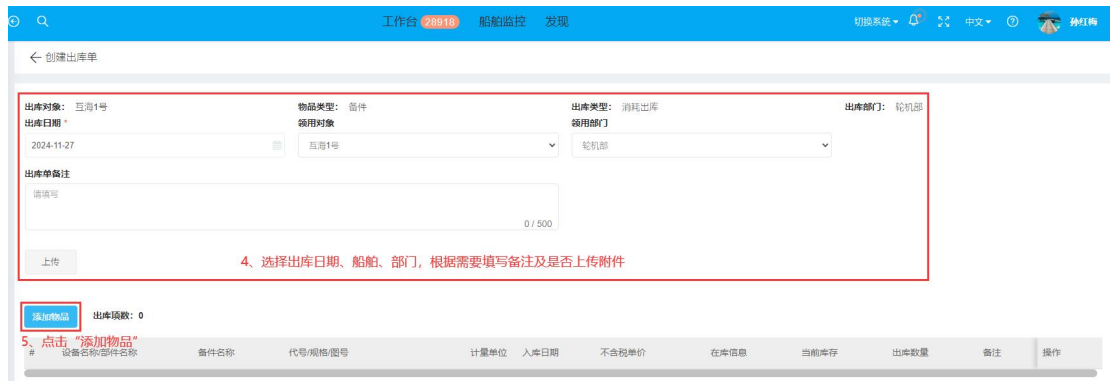 工作台 28918 船舶监控 发现 切换系统 中文 孙红梅
创建出库单
出库对象： 互海1号 物品类型： 备件 出库类型： 消耗出库 出库部门： 轮机部
出库日期 * 领用对象 领用部门
2024-11-27 互海1号 轮机部
出库单备注
请填写
0 / 500
上传 4、选择出库日期、船舶、部门，根据需要填写备注及是否上传附件
添加物品 出库项数：0
5、点击“添加物品”
# 设备名称/部件名称 备件名称 代号/规格/图号 计量单位 入库日期 不含税单价 在库信息 当前库存 出库数量 备注 操作